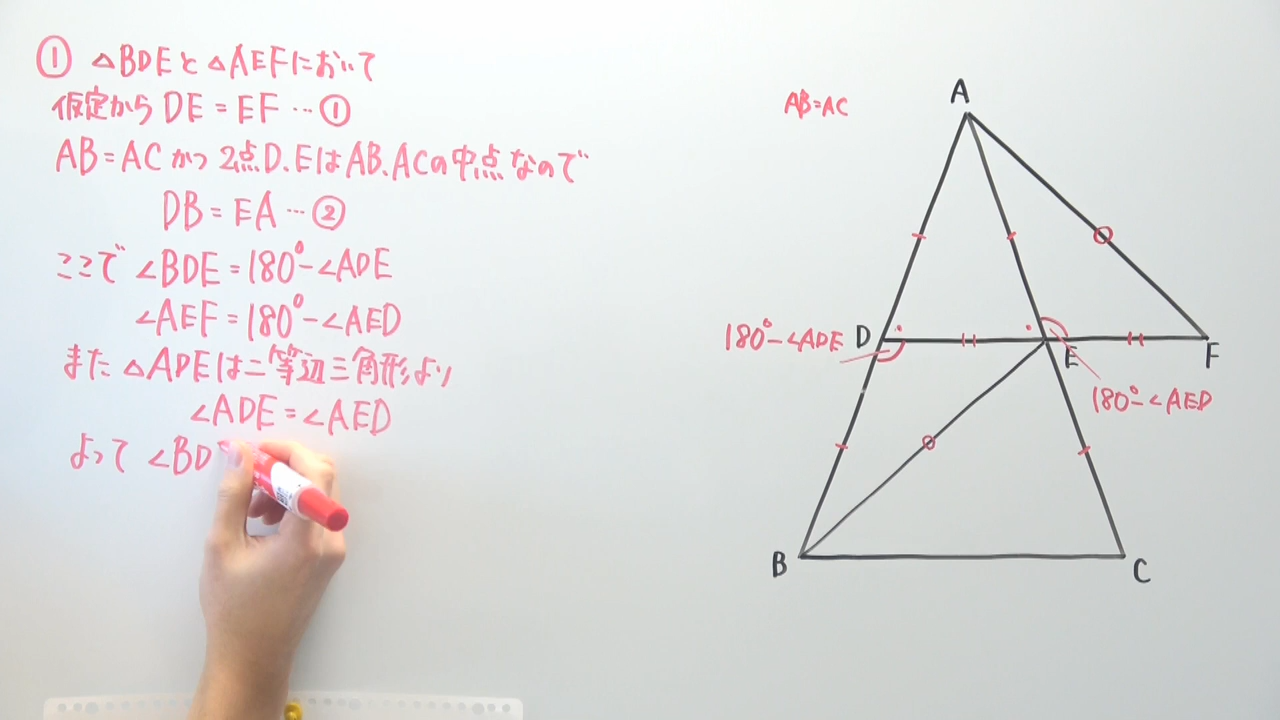 ① △BDEと△AEFにおいて
仮定から DE = EF … ①
AB = AC かつ 2点D.EはAB.ACの中点なので
DB = EA … ②
ここで ∠BDE = 180° - ∠ADE
∠AEF = 180° - ∠AED
また △ADEは二等辺三角形より
∠ADE = ∠AED
よって ∠BD
AB = AC
A
180° - ∠ADE
D
E
F
180° - ∠AED
B
C